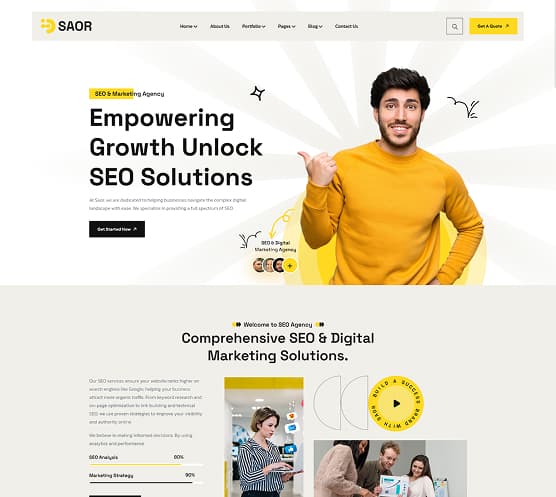 SAOR
Home
About Us
Portfolio
Pages
Blog
Contact Us
Get A Quote
SEO & Marketing Agency
Empowering
Growth Unlock
SEO Solutions
At Saor, we are dedicated to helping businesses navigate the complex digital
landscape with ease. We specialize in providing a full spectrum of SEO
Get Started Now
SEO & Digital
Marketing Agency
Welcome to SEO Agency
Comprehensive SEO & Digital
Marketing Solutions.
Our SEO services ensure your website ranks higher on
search engines like Google, helping your business
attract more organic traffic. From keyword research and
on-page optimization to link building and technical
SEO, we use proven strategies to improve your visibility
and authority online
We believe in making informed decisions. By using
analytics and performance
SEO Analysis 80%
Marketing Strategy 90%
BUILD A SUCCESS BRAND WITH SAOR